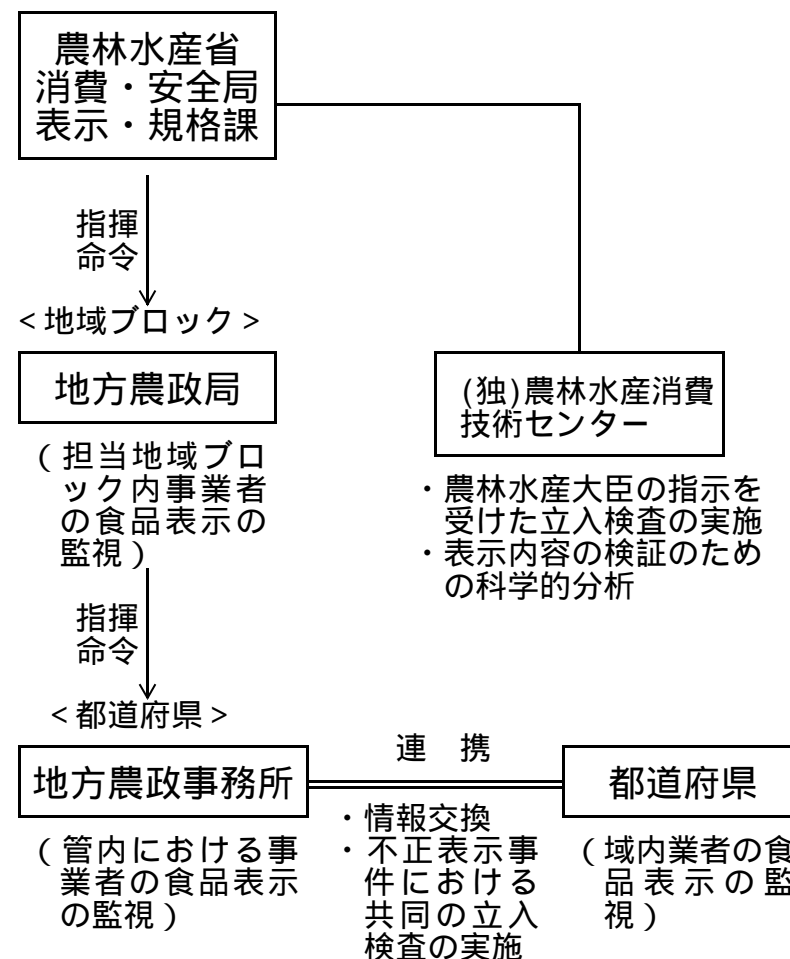 農林水産省
消費・安全局
表示・規格課
指揮
命令
<地域ブロック>
地方農政局
(担当地域ブロ
ック内事業者
の食品表示の
監視)
(独)農林水産消費
技術センター
・農林水産大臣の指示を
受けた立入検査の実施
・表示内容の検証のため
の科学的分析
指揮
命令
<都道府県>
地方農政事務所
(管内における事
業者の食品表示
の監視)
連 携
・情報交換
・不正表示事
件における
共同の立入
検査の実施
都道府県
(域内業者の食
品表示の監
視)